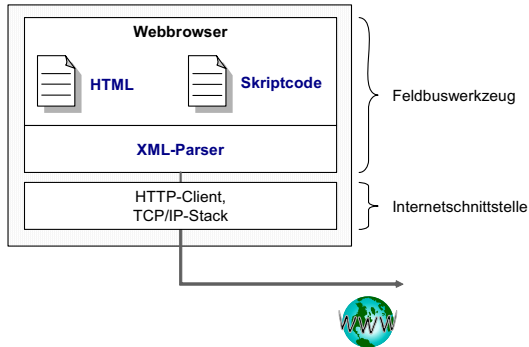 Webbrowser
HTML
Skriptcode
XML-Parser
Feldbuswerkzeug
HTTP-Client,
TCP/IP-Stack
Internetschnittstelle
WWW